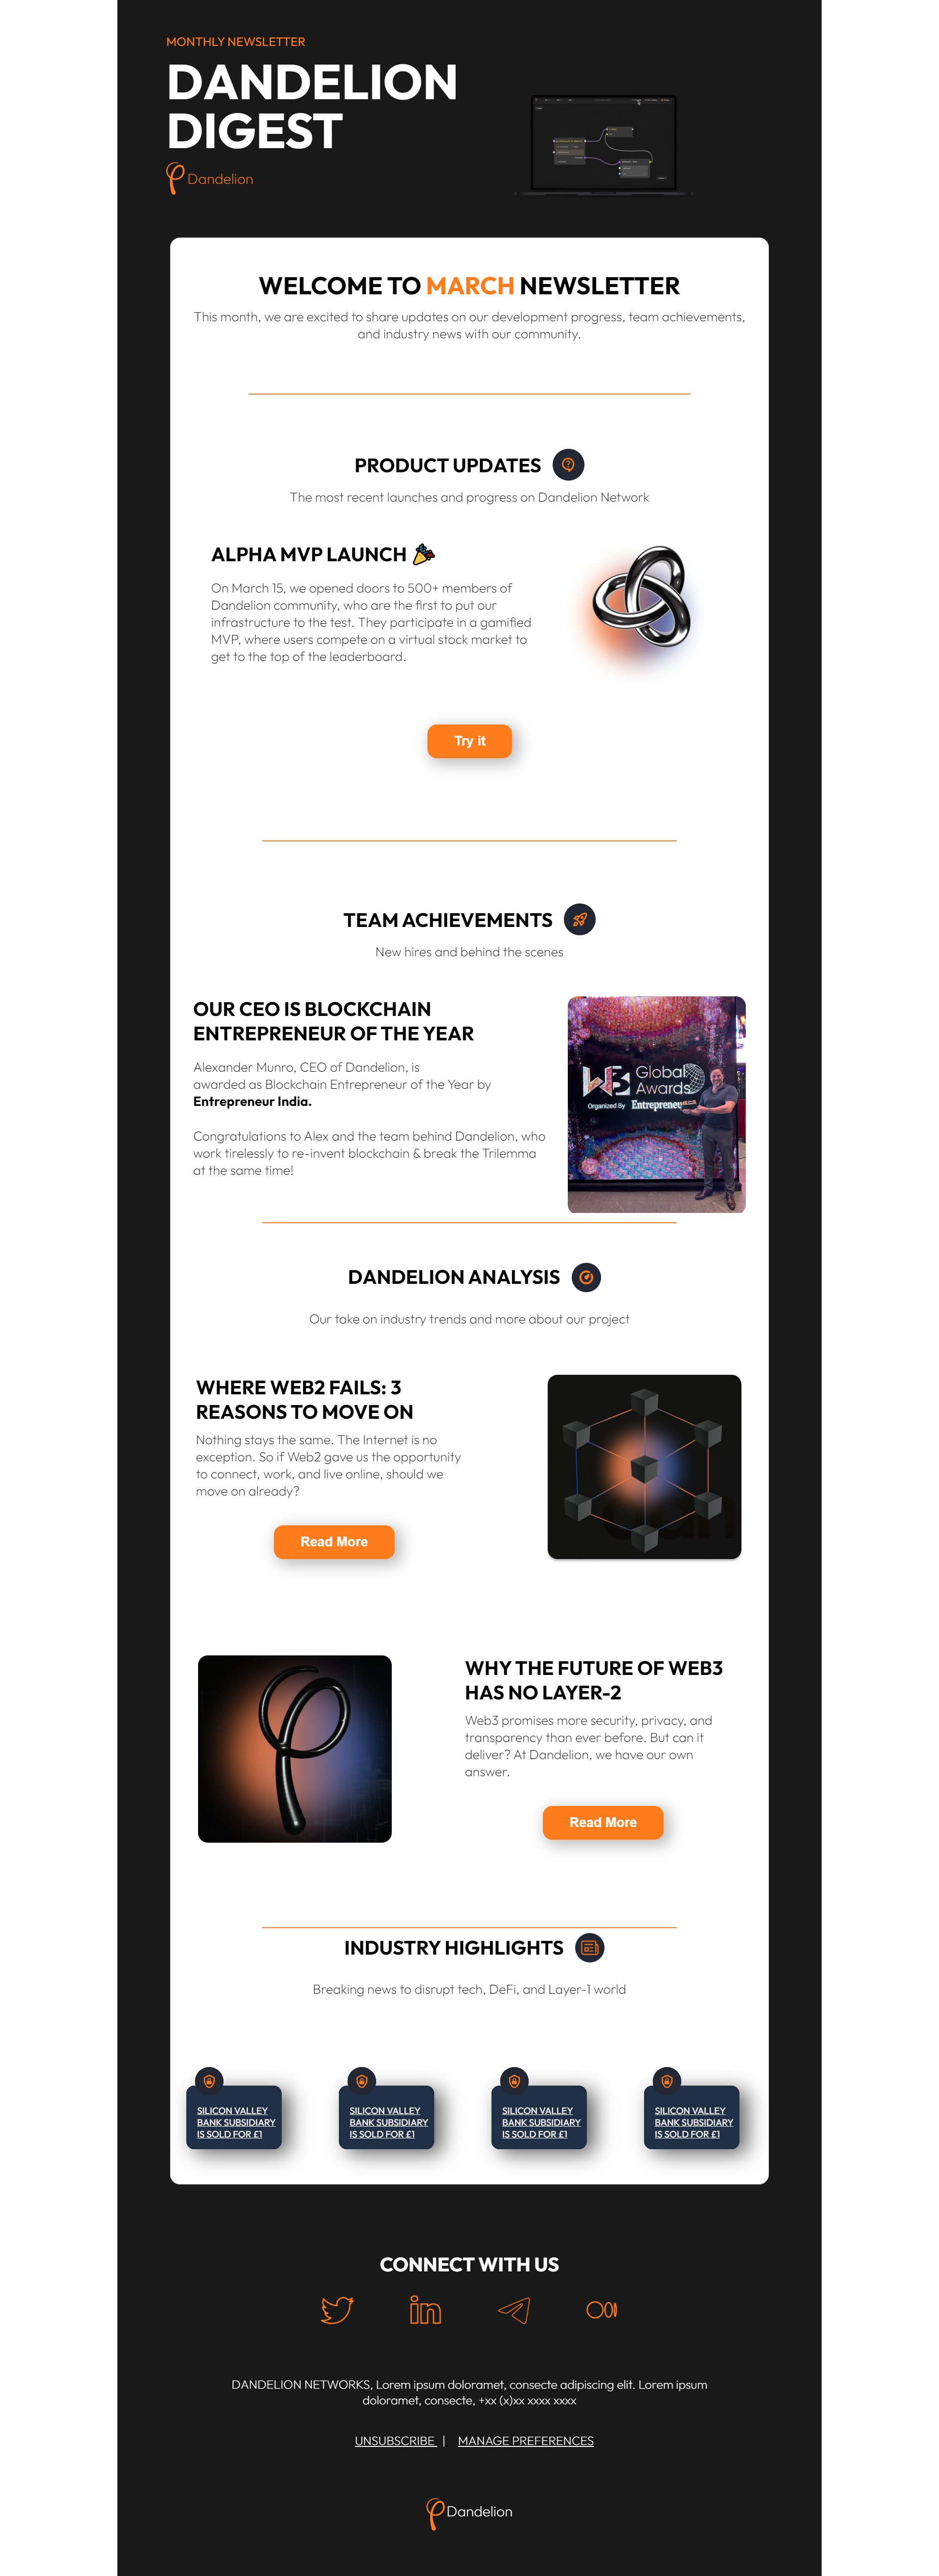 MONTHLY NEWSLETTER
DANDELION
DIGEST
Dandelion
WELCOME TO MARCH NEWSLETTER
This month, we are excited to share updates on our development progress, team achievements,
and industry news with our community.
PRODUCT UPDATES
The most recent launches and progress on Dandelion Network
ALPHA MVP LAUNCH
On March 15, we opened doors to 500+ members of
Dandelion community, who are the first to put our
infrastructure to the test. They participate in a gamified
MVP, where users compete on a virtual stock market to
get to the top of the leaderboard.
Try it
TEAM ACHIEVEMENTS
New hires and behind the scenes
OUR CEO IS BLOCKCHAIN
ENTREPRENEUR OF THE YEAR
Alexander Munro, CEO of Dandelion, is
awarded as Blockchain Entrepreneur of the Year by
Entrepreneur India.
Congratulations to Alex and the team behind Dandelion, who
work tirelessly to re-invent blockchain & break the Trilemma
at the same time!
W3 Global
Awards
Organized By Entrepreneur
DANDELION ANALYSIS
Our take on industry trends and more about our project
WHERE WEB2 FAILS: 3
REASONS TO MOVE ON
Nothing stays the same. The Internet is no
exception. So if Web2 gave us the opportunity
to connect, work, and live online, should we
move on already?
Read More
WHY THE FUTURE OF WEB3
HAS NO LAYER-2
Web3 promises more security, privacy, and
transparency than ever before. But can it
deliver? At Dandelion, we have our own
answer.
Read More
INDUSTRY HIGHLIGHTS
Breaking news to disrupt tech, DeFi, and Layer-1 world
SILICON VALLEY
BANK SUBSIDIARY
IS SOLD FOR £1
SILICON VALLEY
BANK SUBSIDIARY
IS SOLD FOR £1
SILICON VALLEY
BANK SUBSIDIARY
IS SOLD FOR £1
SILICON VALLEY
BANK SUBSIDIARY
IS SOLD FOR £1
CONNECT WITH US
DANDELION NETWORKS, Lorem ipsum doloramet, consecte adipiscing elit. Lorem ipsum
doloramet, consecte, +xx (x)xx xxxx xxxx
UNSUBSCRIBE | MANAGE PREFERENCES
Dandelion